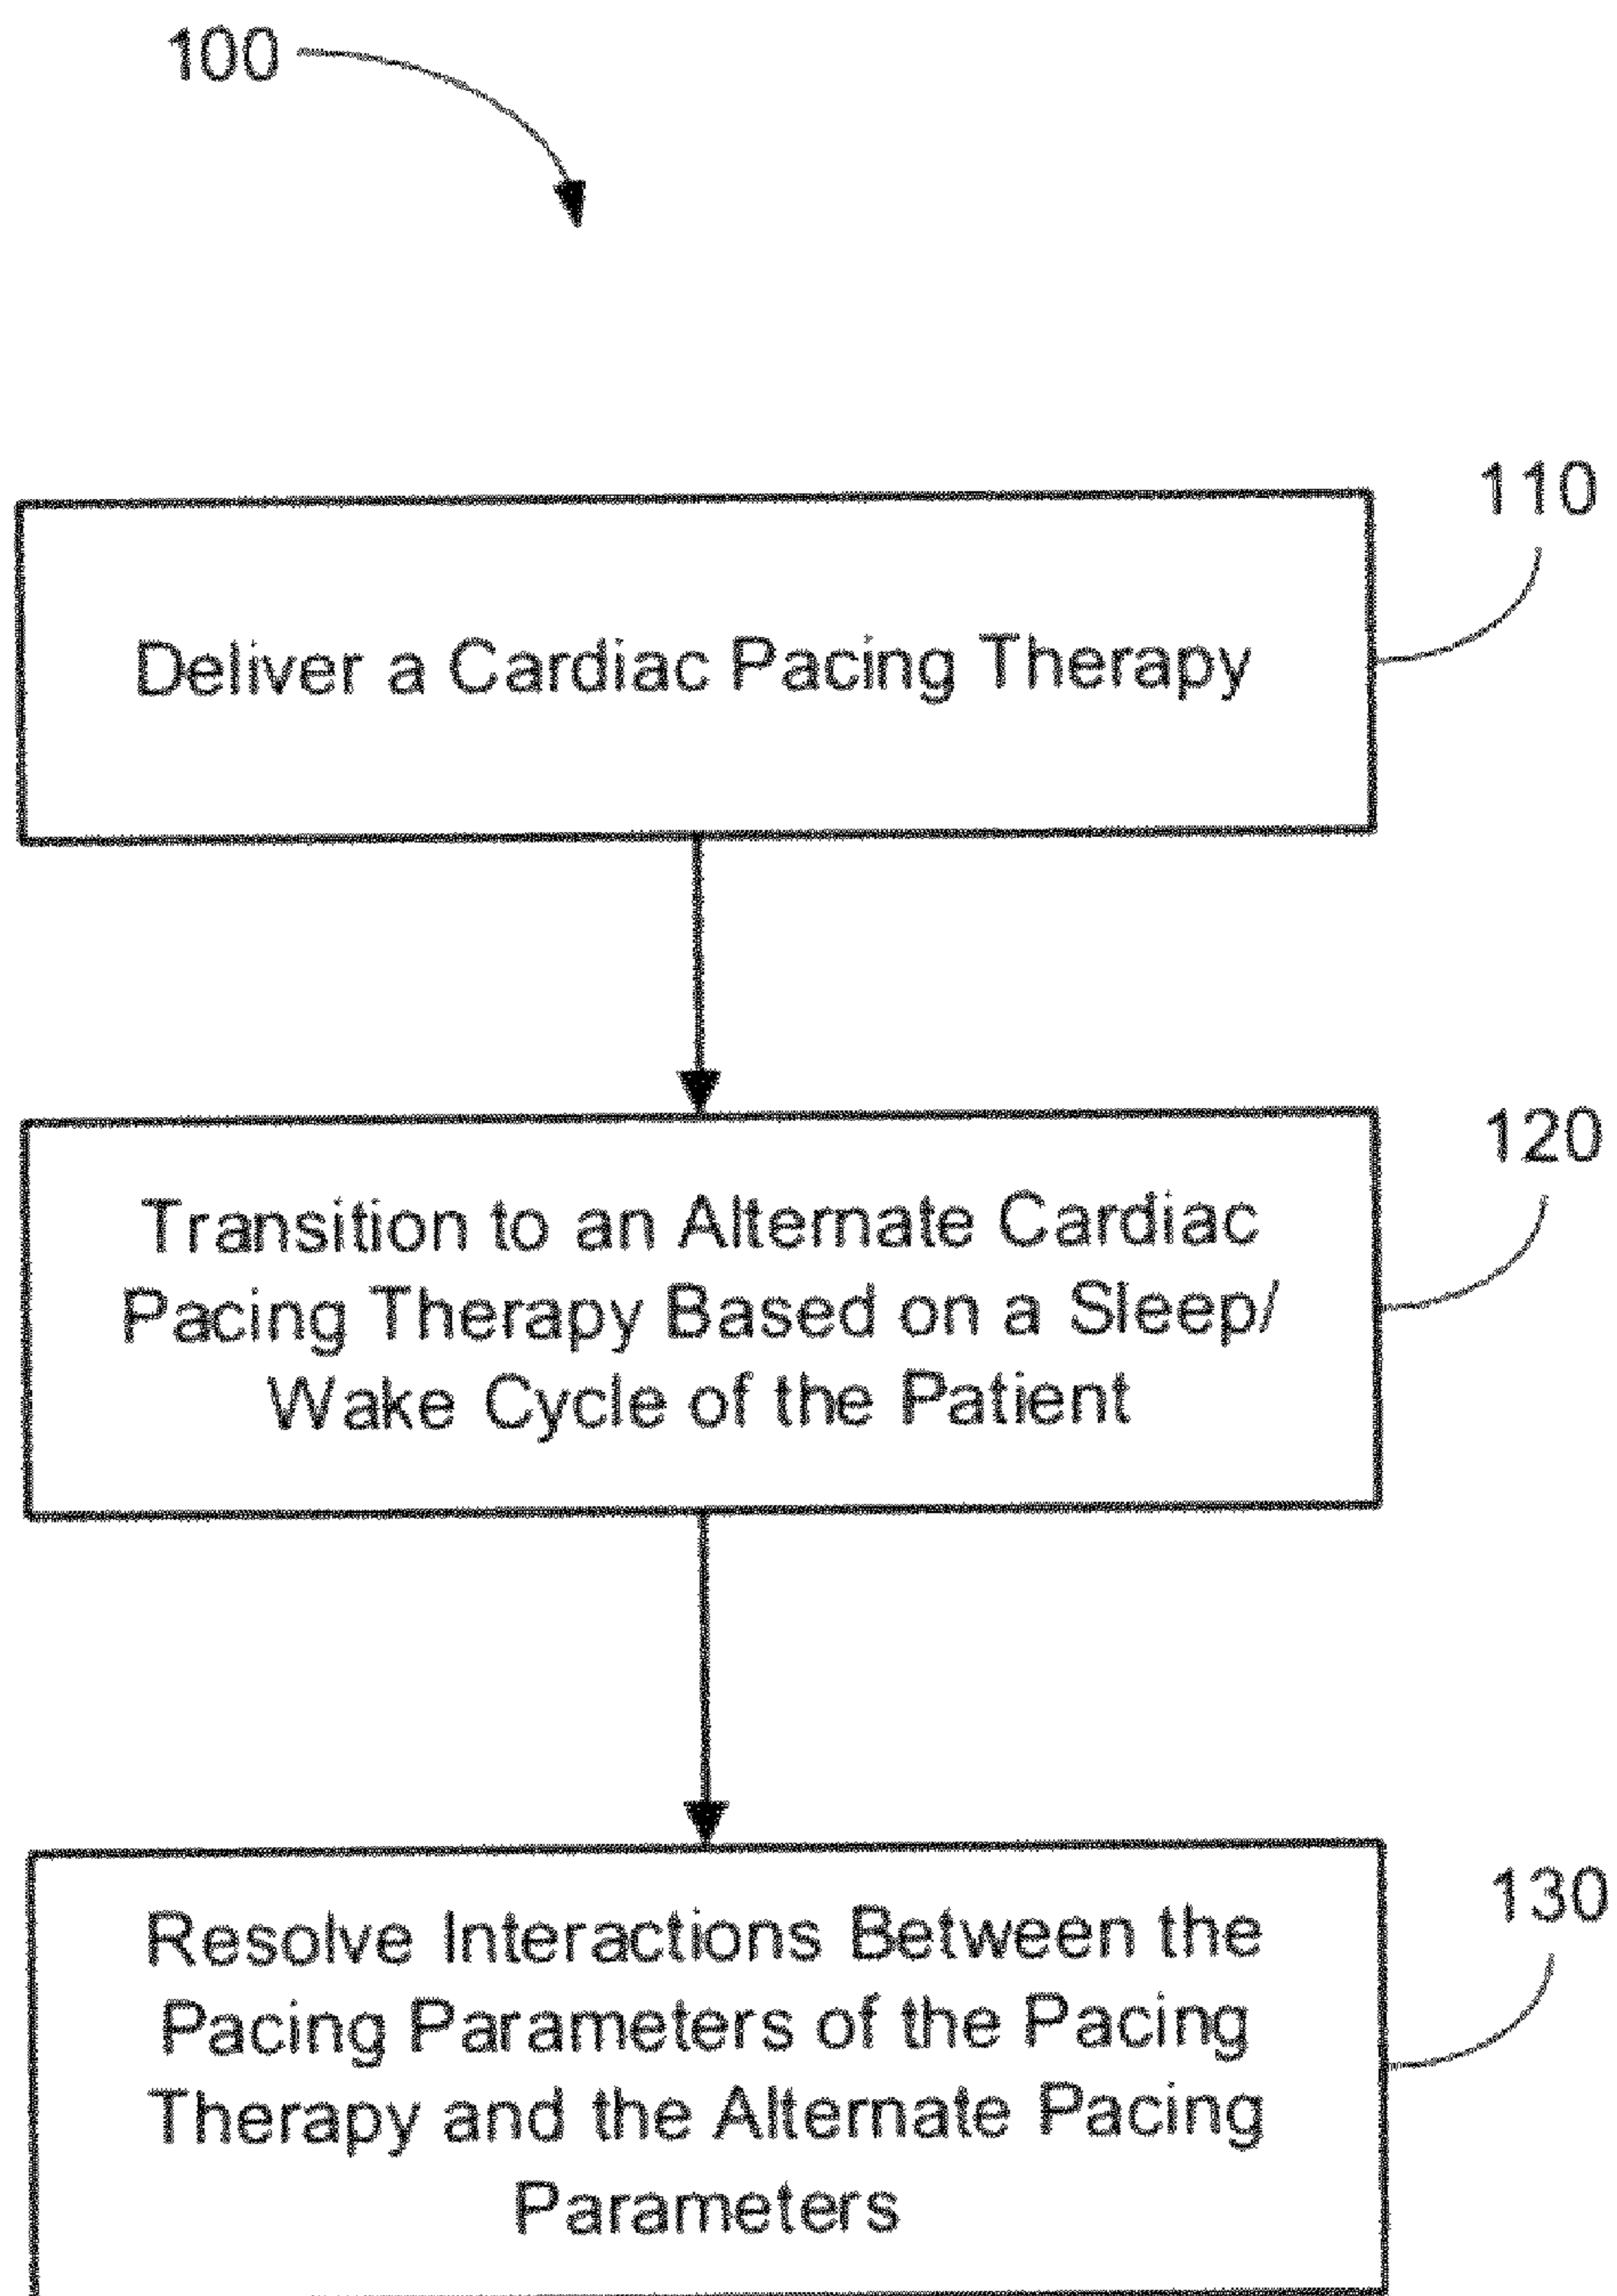 100
110
Deliver a Cardiac Pacing Therapy
120
Transition to an Alternate Cardiac
Pacing Therapy Based on a Sleep/
Wake Cycle of the Patient
130
Resolve Interactions Between the
Pacing Parameters of the Pacing
Therapy and the Alternate Pacing
Parameters